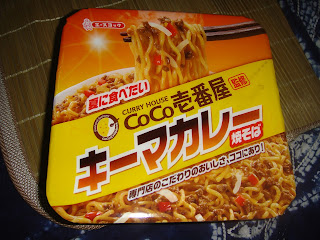 エースコック
夏に食べたい
CURRY HOUSE
CoCo壱番屋 監修
キーマカレー
焼そば
専門店のこだわりのおいしさ、ココにあり!